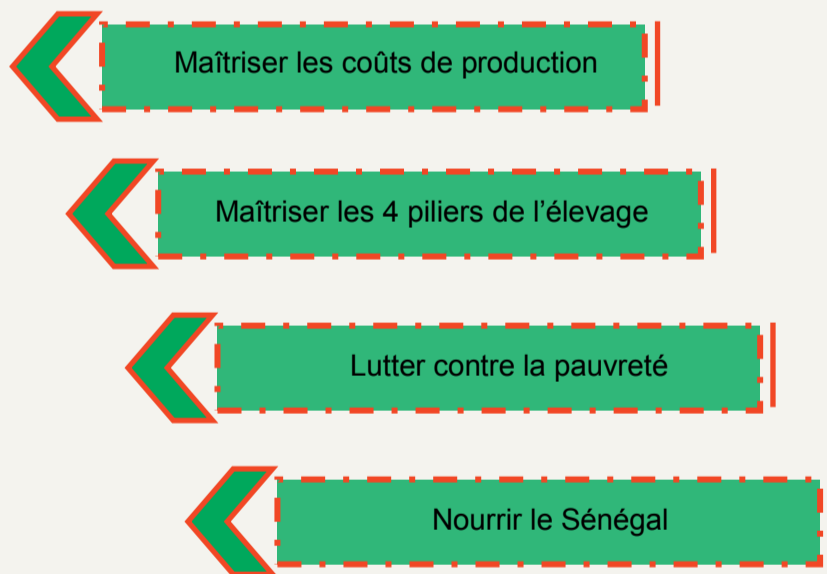 Maîtriser les coûts de production
Maîtriser les 4 piliers de l’élevage
Lutter contre la pauvreté
Nourrir le Sénégal